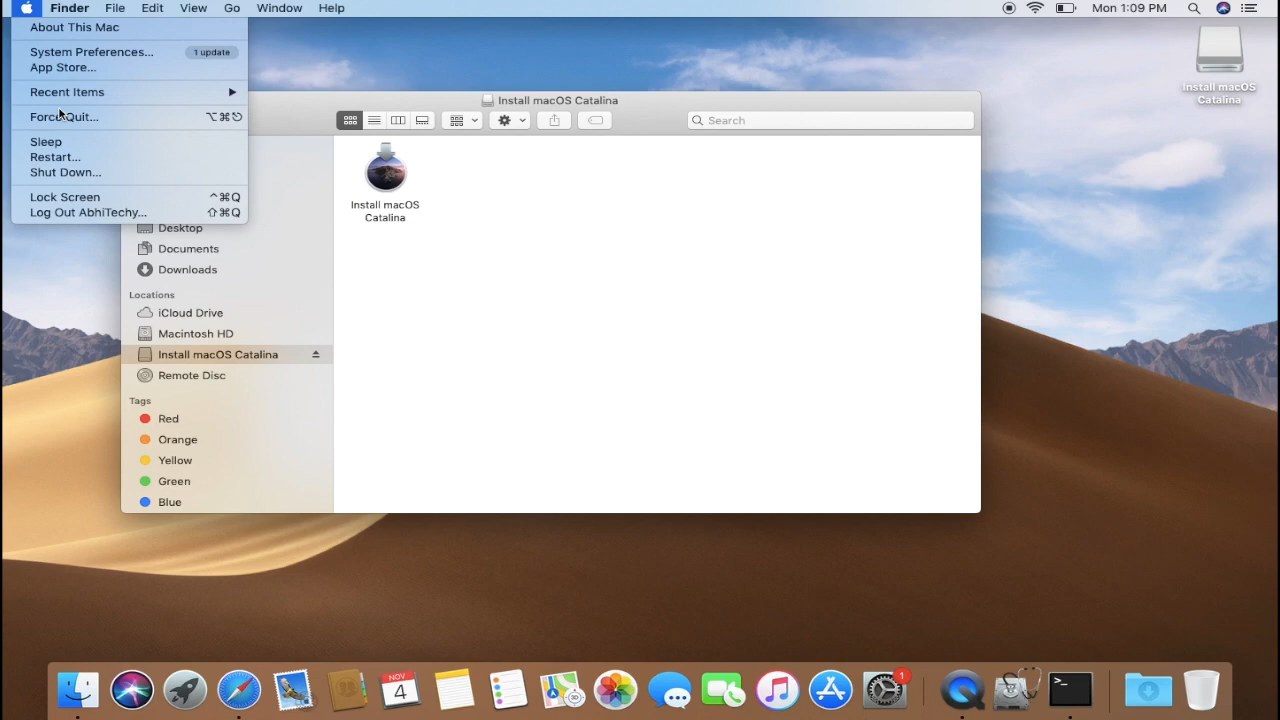 Finder File Edit View Go Window Help
Mon 1:09 PM
About This Mac
System Preferences... 1 update
App Store...
Recent Items
Force Quit... ⌥⌘⎋
Sleep
Restart...
Shut Down...
Lock Screen ⌃⌘Q
Log Out AbhiTechy... ⇧⌘Q
Install macOS Catalina
Search
Desktop
Documents
Downloads
Locations
iCloud Drive
Macintosh HD
Install macOS Catalina
Remote Disc
Tags
Red
Orange
Yellow
Green
Blue
Install macOS
Catalina
Install macOS
Catalina
NOV
4
3D
1
>_